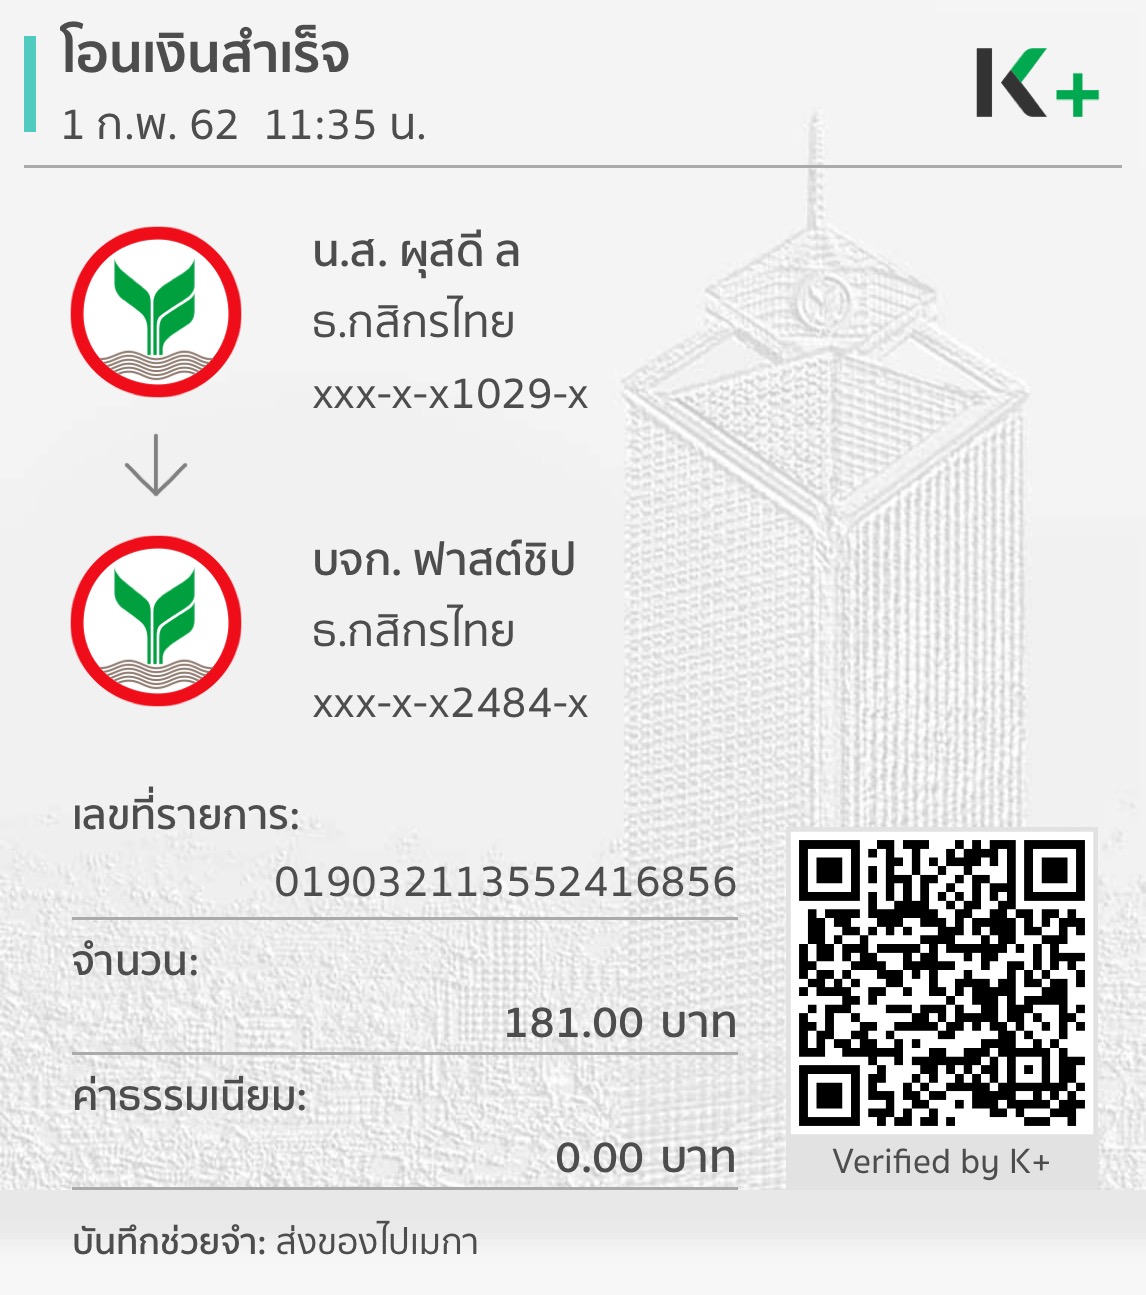 โอนเงินสำเร็จ
1 ก.พ. 62 11:35 น.
K+
น.ส. ผุสดี ล
ธ.กสิกรไทย
xxx-x-x1029-x
บจก. ฟาสต์ชิป
ธ.กสิกรไทย
xxx-x-x2484-x
เลขที่รายการ:
019032113552416856
จำนวน:
181.00 บาท
ค่าธรรมเนียม:
0.00 บาท
Verified by K+
บันทึกช่วยจำ: ส่งของไปเมกา